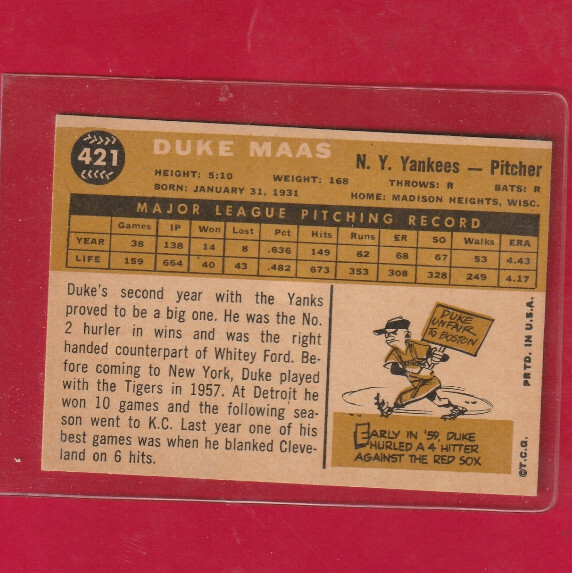 421
DUKE MAAS
N. Y. Yankees — Pitcher
HEIGHT: 5:10 WEIGHT: 168 THROWS: R BATS: R
BORN: JANUARY 31, 1931 HOME: MADISON HEIGHTS, WISC.
MAJOR LEAGUE PITCHING RECORD
Games IP Won Lost Pct Hits Runs ER SO Walks ERA
YEAR 38 138 14 8 .636 149 82 68 67 53 4.43
LIFE 159 664 40 43 .482 673 353 308 328 249 4.17
Duke's second year with the Yanks
proved to be a big one. He was the No.
2 hurler in wins and was the right
handed counterpart of Whitey Ford. Be-
fore coming to New York, Duke played
with the Tigers in 1957. At Detroit he
won 10 games and the following sea-
son went to K.C. Last year one of his
best games was when he blanked Cleve-
land on 6 hits.
DUKE
UNFAIR
TO BOSTON
EARLY IN '59, DUKE
HURLED A 4 HITTER
AGAINST THE RED SOX
©T.C.G. PRTD. IN U.S.A.